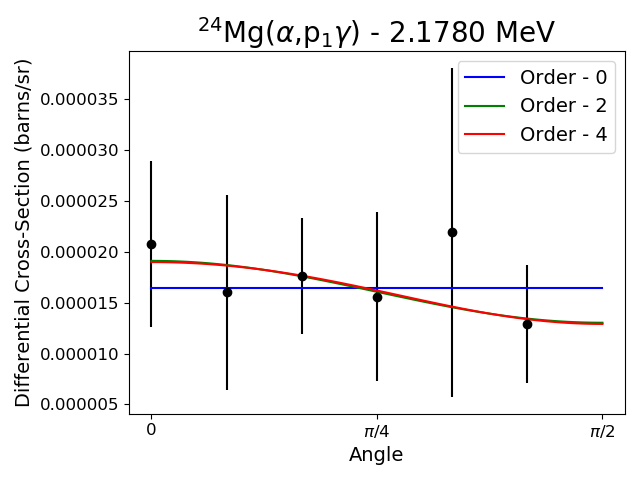 ²⁴Mg(α,p₁γ) - 2.1780 MeV
Order - 0
Order - 2
Order - 4
Differential Cross-Section (barns/sr)
0.000035
0.000030
0.000025
0.000020
0.000015
0.000010
0.000005
0
π/4
π/2
Angle